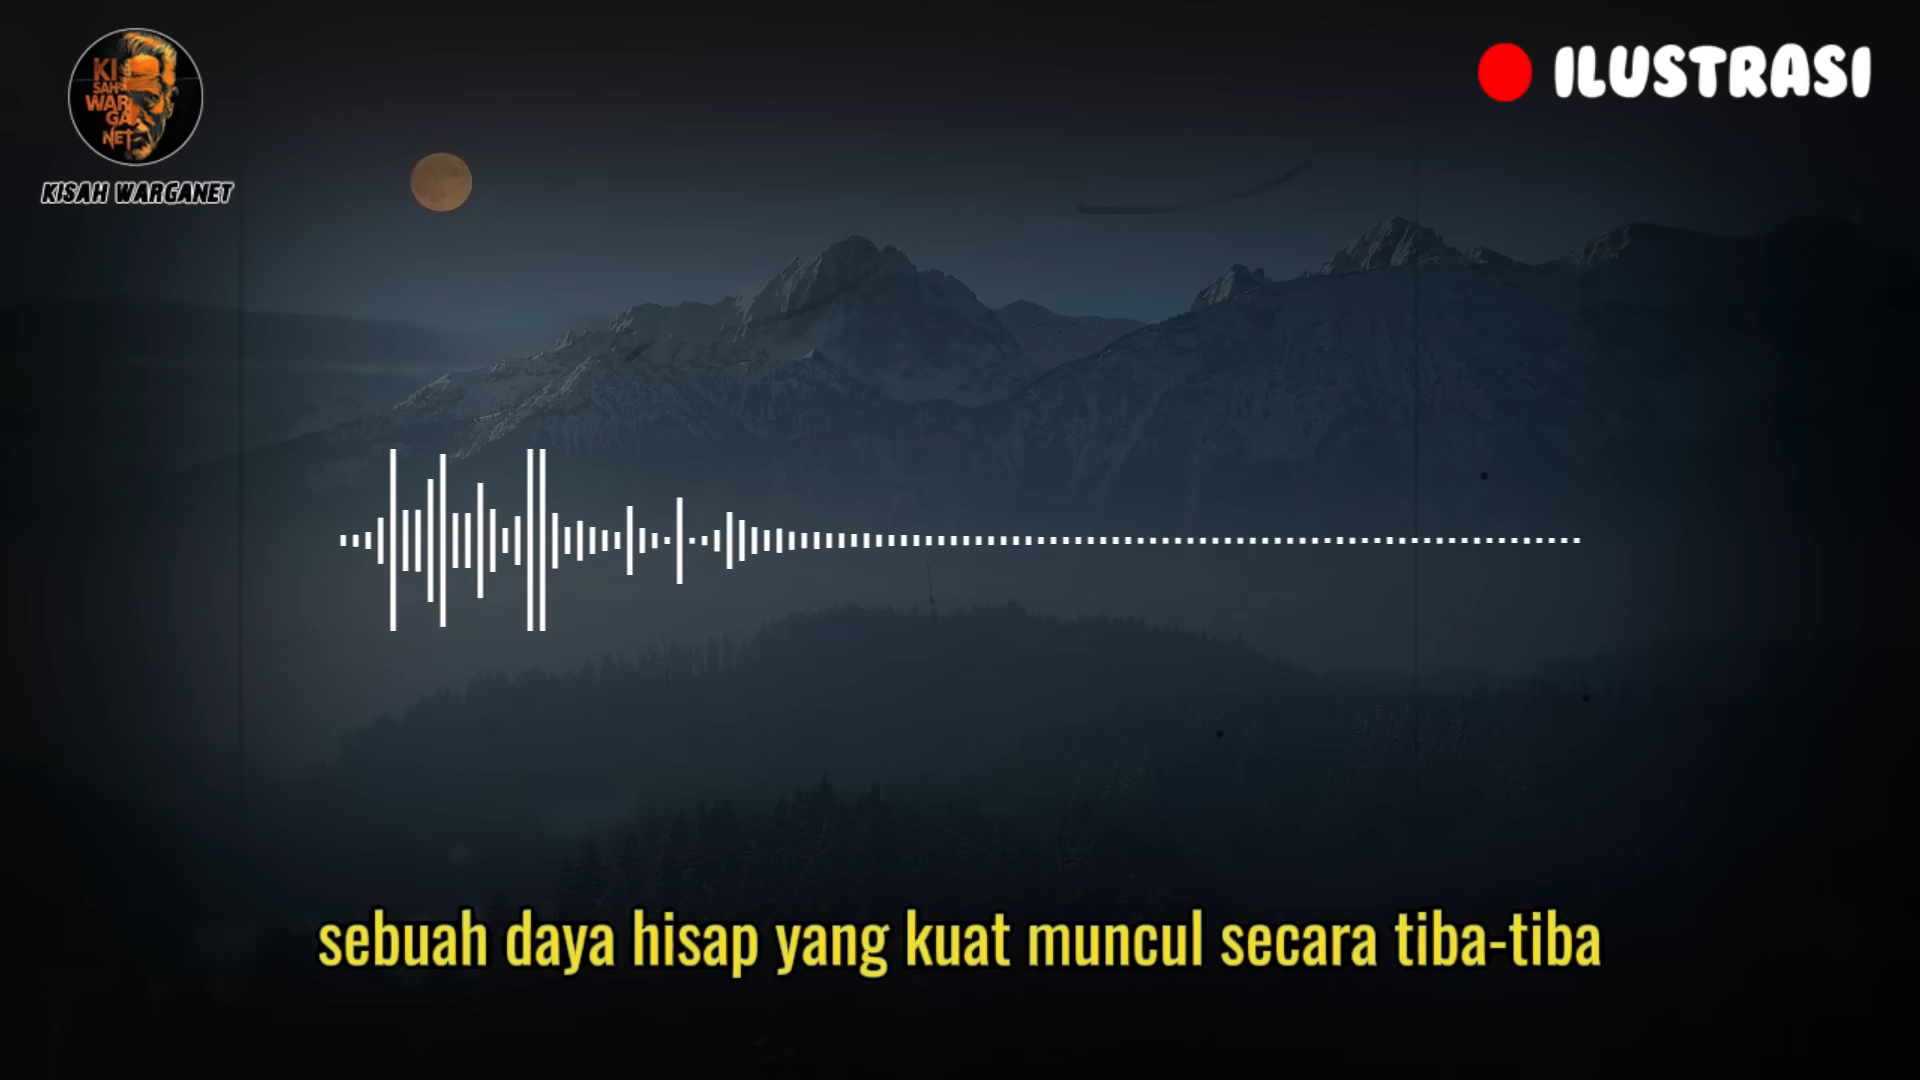 KI
SAH
WAR
GA
NET
KISAH WARGANET
ILUSTRASI
sebuah daya hisap yang kuat muncul secara tiba-tiba